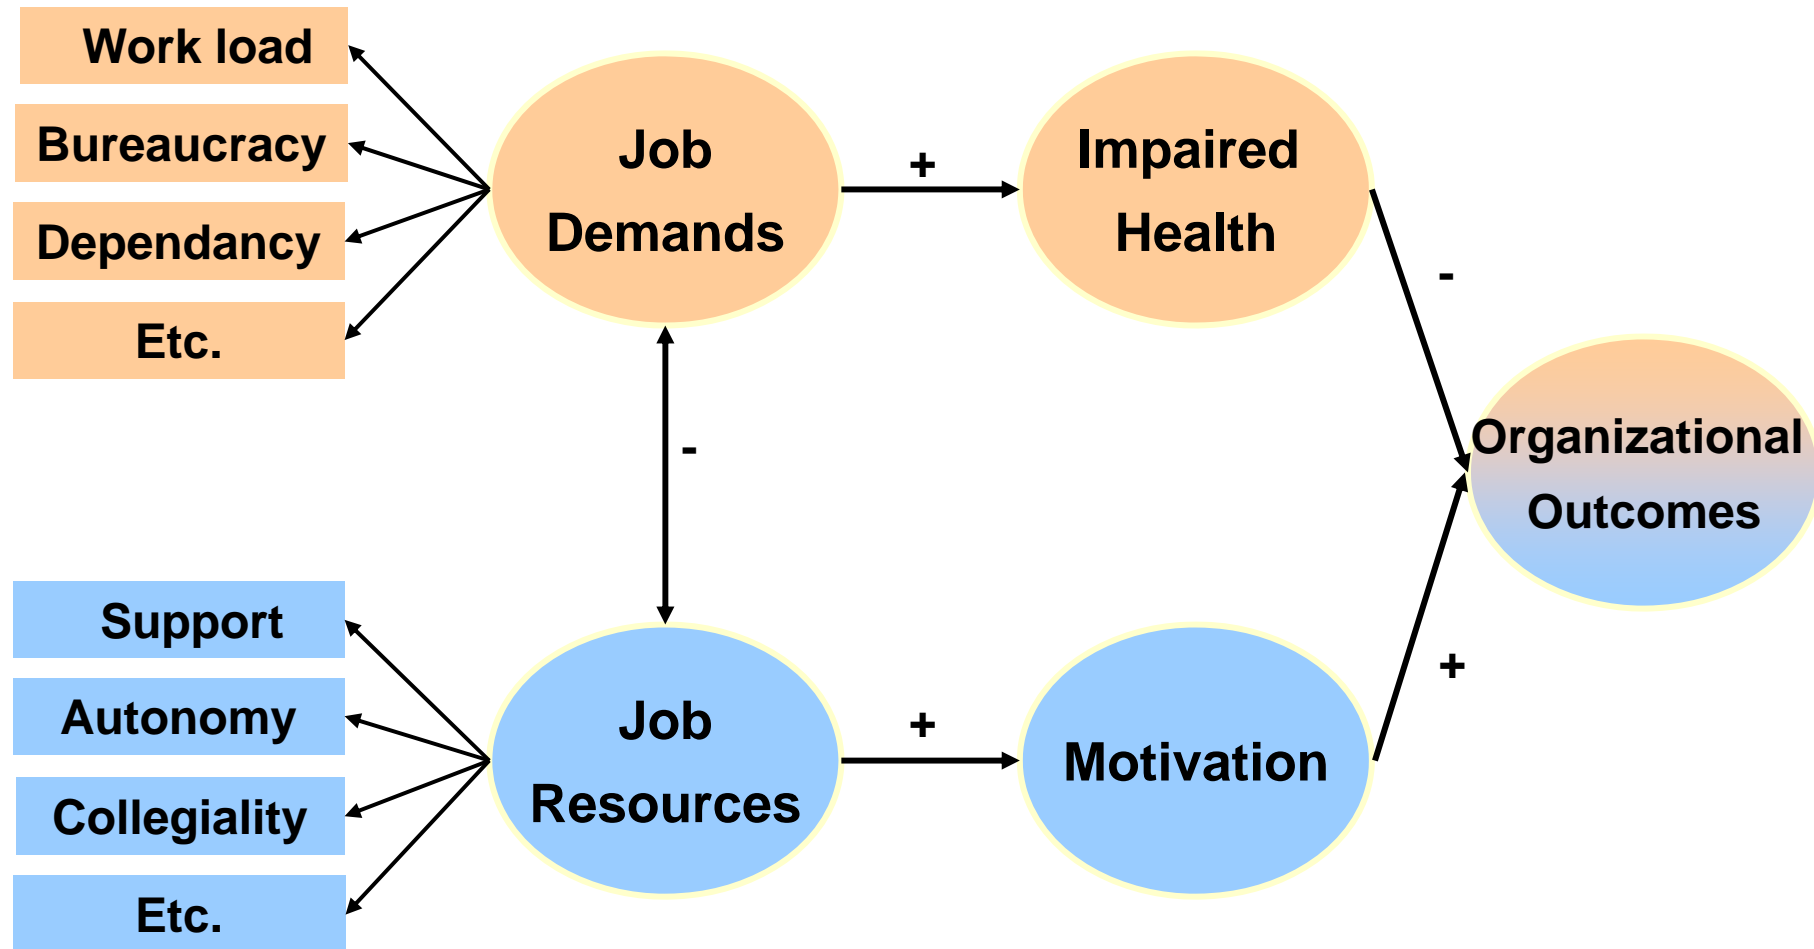 Work load
Bureaucracy
Dependancy
Etc.
Job
Demands
+
Impaired
Health
-
-
Organizational
Outcomes
Support
Autonomy
Collegiality
Etc.
Job
Resources
+
Motivation
+